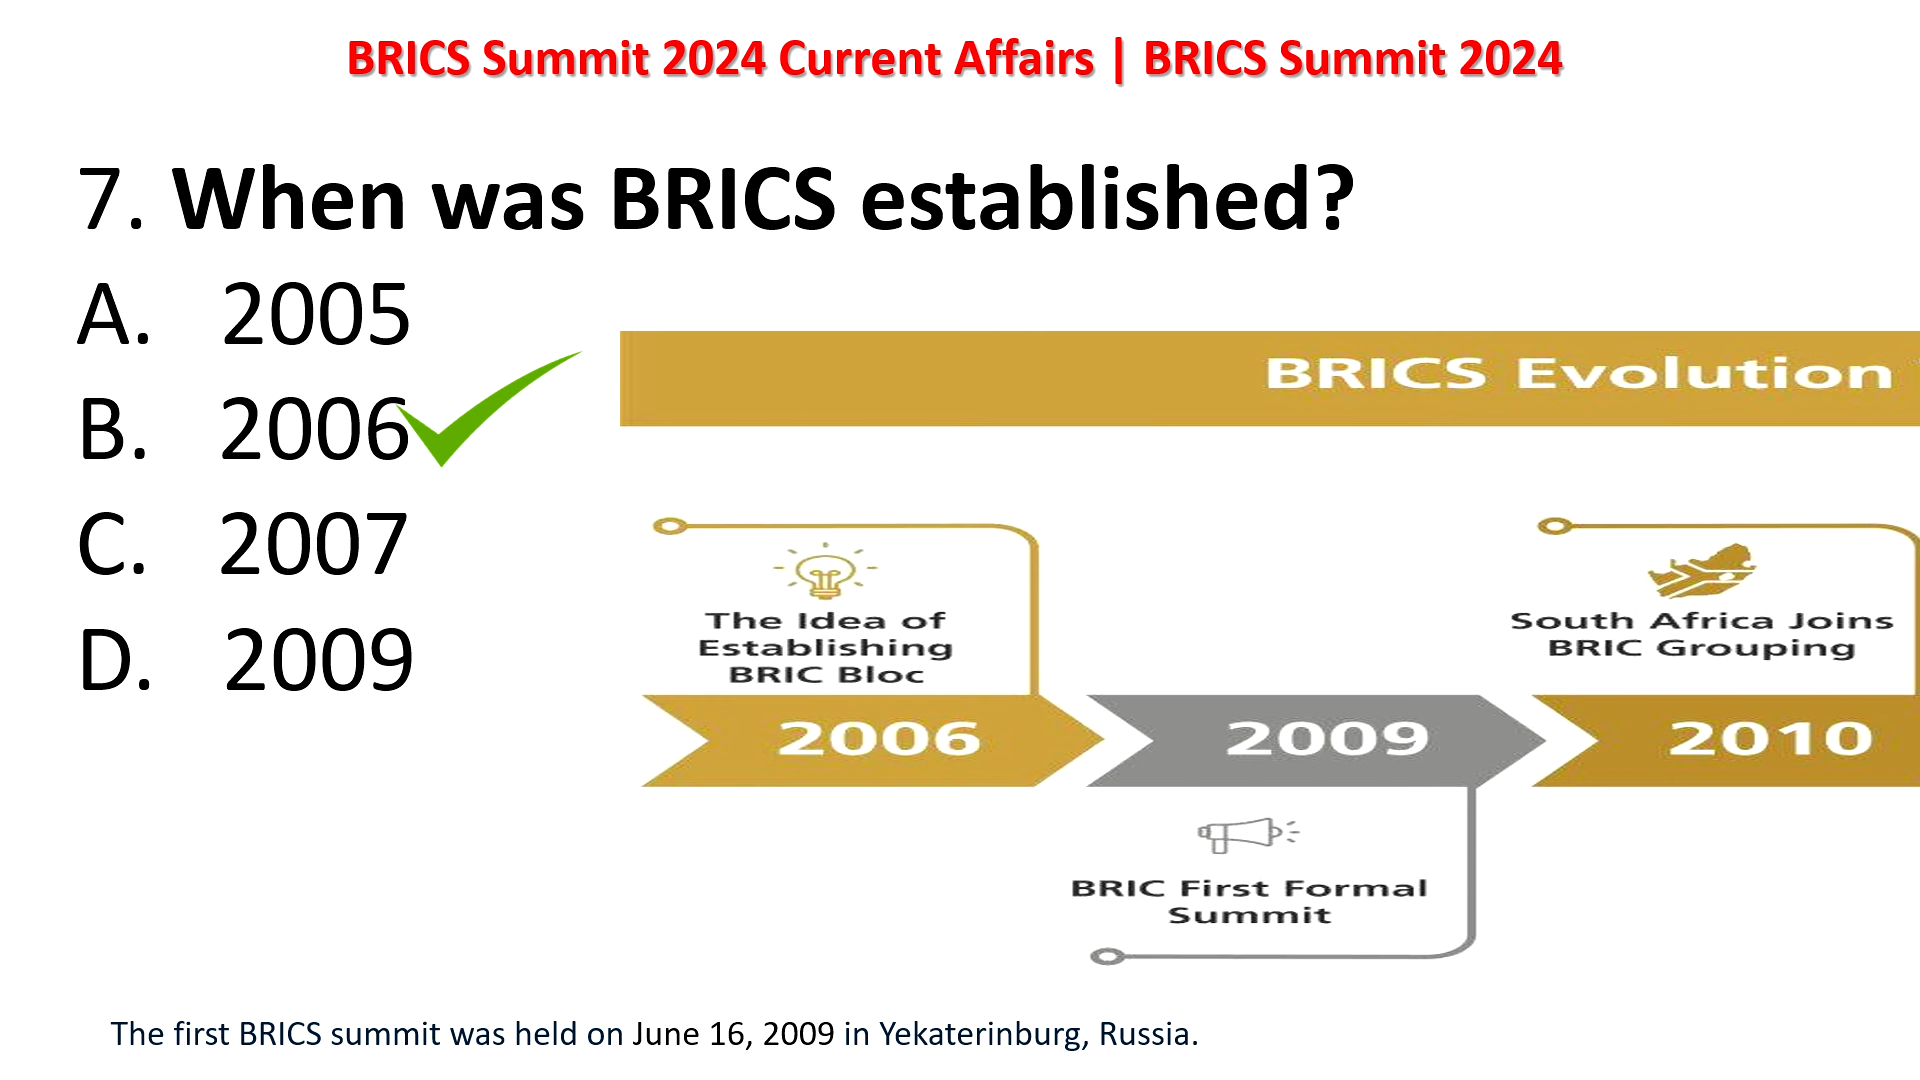 BRICS Summit 2024 Current Affairs | BRICS Summit 2024
7. When was BRICS established?
A. 2005
B. 2006
C. 2007
D. 2009
BRICS Evolution
The Idea of
Establishing
BRIC Bloc
South Africa Joins
BRIC Grouping
2006
2009
2010
BRIC First Formal
Summit
The first BRICS summit was held on June 16, 2009 in Yekaterinburg, Russia.